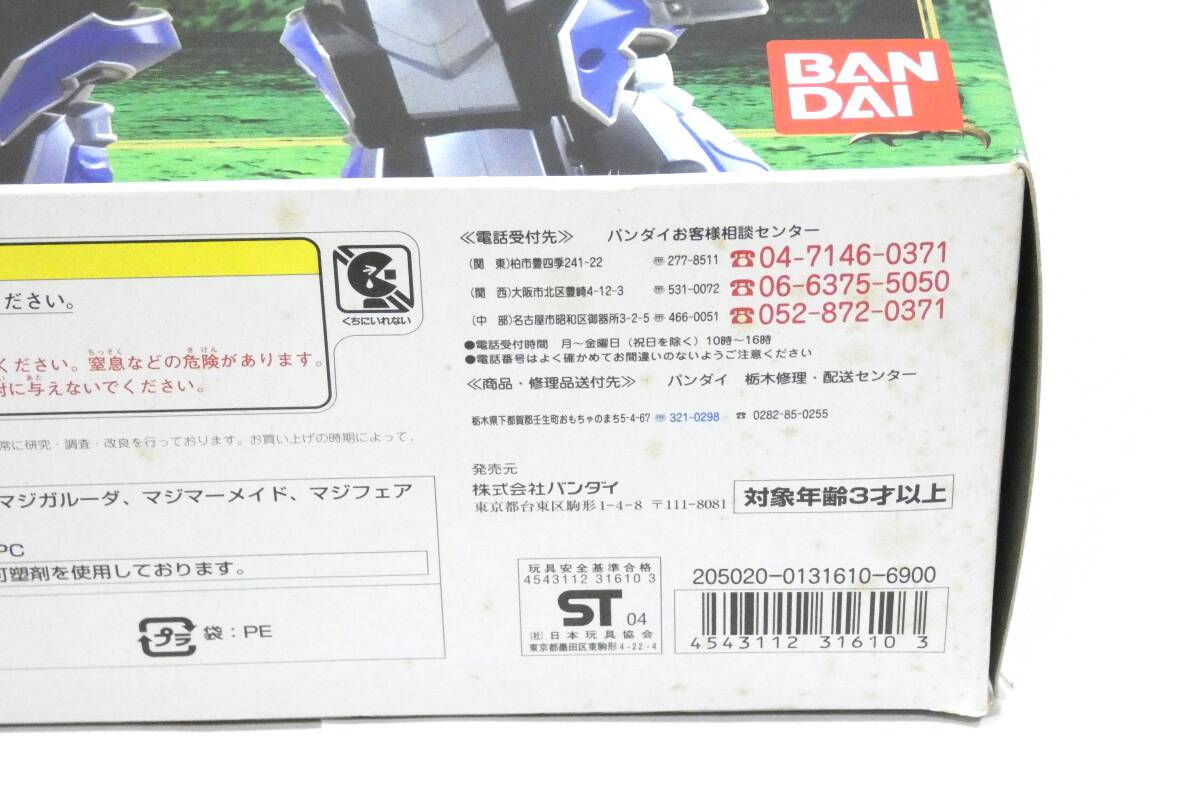 BAN
DAI
ください。
ください。窒息などの危険があります。
ちっそく
きけん
対に与えないでください。
あた
くちにいれない
常に研究・調査・改良を行っております。お買い上げの時期によって、
マジガルーダ、マジマーメイド、マジフェア
PC
可塑剤を使用しております。
プラ 袋：PE
≪電話受付先≫ バンダイお客様相談センター
(関 東)柏市豊四季241-22 〠 277-8511 ☎04-7146-0371
(関 西)大阪市北区豊崎4-12-3 〠 531-0072 ☎06-6375-5050
(中 部)名古屋市昭和区御器所3-2-5 〠 466-0051 ☎052-872-0371
●電話受付時間 月～金曜日(祝日を除く)10時～16時
●電話番号はよく確かめてお間違いのないようご注意ください
≪商品・修理品送付先≫ バンダイ 栃木修理・配送センター
栃木県下都賀郡壬生町おもちゃのまち5-4-67 〠 321-0298 ☎ 0282-85-0255
発売元
株式会社バンダイ
東京都台東区駒形1-4-8 〒111-8081
対象年齢3才以上
玩具安全基準合格
4543112 31610 3
ST 04
(社)日本玩具協会
東京都墨田区東駒形4-22-4
205020-0131610-6900
4543112 316103